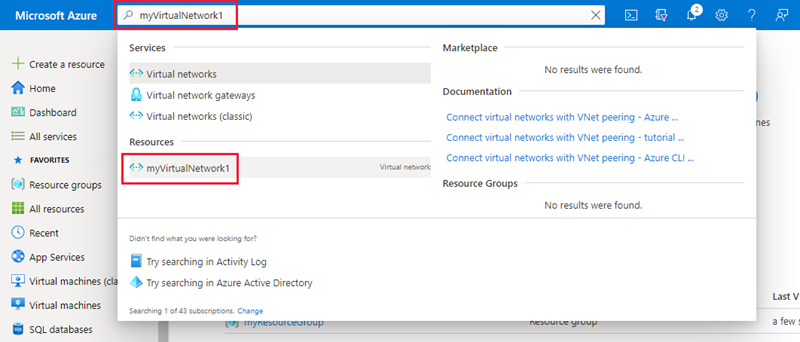 Microsoft Azure
myVirtualNetwork1
2
Create a resource
Home
Dashboard
All services
FAVORITES
Resource groups
All resources
Recent
App Services
Virtual machines (cla
Virtual machines
SQL databases
Services
Virtual networks
Virtual network gateways
Virtual networks (classic)
Resources
myVirtualNetwork1 Virtual network
Marketplace
No results were found.
Documentation
Connect virtual networks with VNet peering - Azure ...
Connect virtual networks with VNet peering - tutorial ...
Connect virtual networks with VNet peering - Azure CLI ...
Resource Groups
No results were found.
Didn't find what you were looking for?
Try searching in Activity Log
Try searching in Azure Active Directory
Searching 1 of 43 subscriptions. Change
nes
Last V
myResourceGroup Resource group a few s